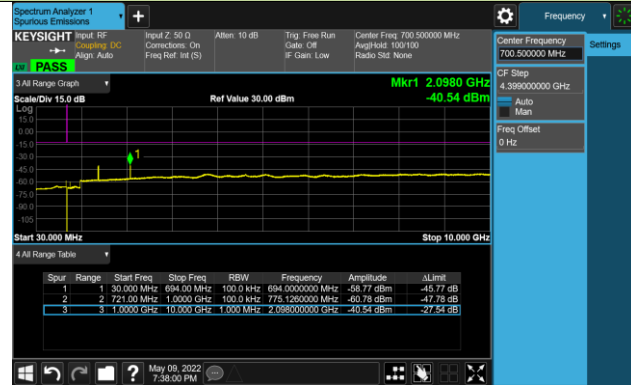 Spectrum Analyzer 1
Spurious Emissions
Frequency
KEYSIGHT
Input: RF
Coupling: DC
Align: Auto
Input Z: 50 Ω
Corrections: On
Freq Ref: Int (S)
Atten: 10 dB
Trig: Free Run
Gate: Off
IF Gain: Low
Center Freq: 700.500000 MHz
Avg|Hold: 100/100
Radio Std: None
PASS
Center Frequency
700.500000 MHz
Settings
CF Step
4.399000000 GHz
Auto
Man
Freq Offset
0 Hz
3 All Range Graph
Mkr1 2.0980 GHz
Scale/Div 15.0 dB
Ref Value 30.00 dBm
-40.54 dBm
Log
15.0
0.00
-15.0
-30.0
-45.0
-60.0
-75.0
-90.0
-105
1
Start 30.000 MHz
Stop 10.000 GHz
4 All Range Table
Spur Range Start Freq Stop Freq RBW Frequency Amplitude ΔLimit
1 1 30.000 MHz 694.00 MHz 100.0 kHz 694.0000000 MHz -58.77 dBm -45.77 dB
2 2 721.00 MHz 1.0000 GHz 100.0 kHz 775.1260000 MHz -60.78 dBm -47.78 dB
3 3 1.0000 GHz 10.000 GHz 1.000 MHz 2.098000000 GHz -40.54 dBm -27.54 dB
?
May 09, 2022
7:38:00 PM